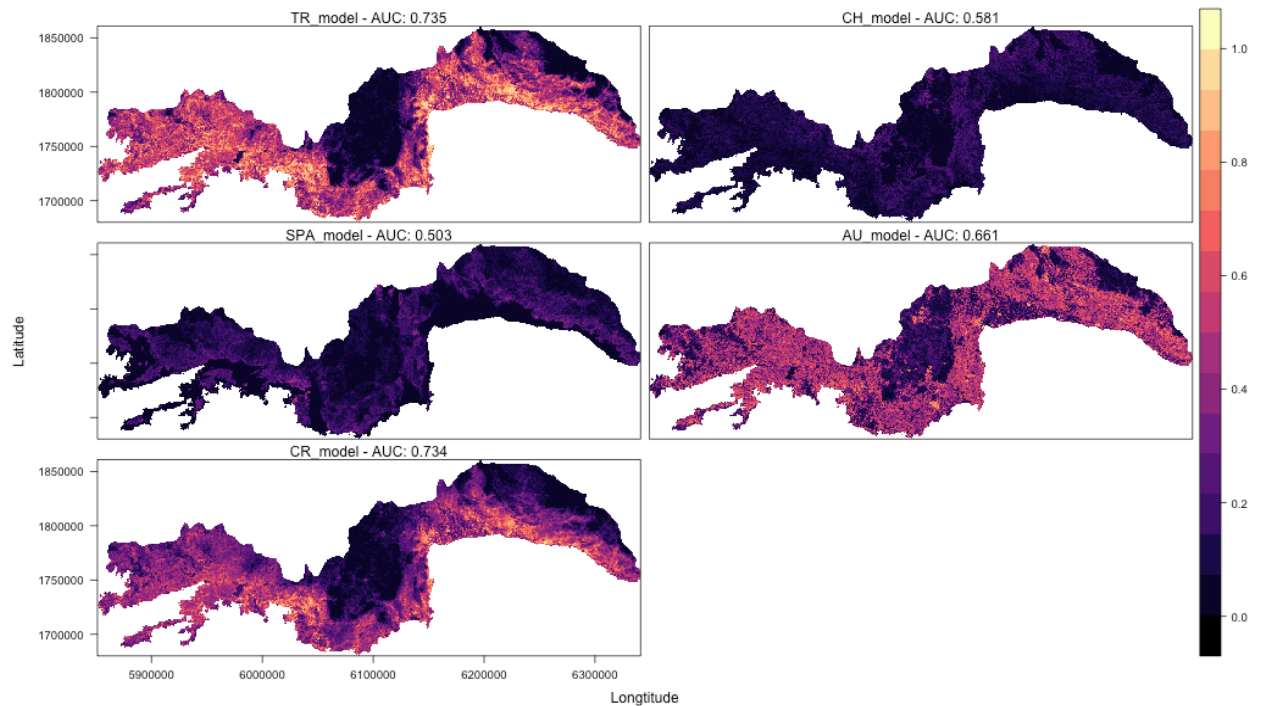 TR_model - AUC: 0.735
CH_model - AUC: 0.581
1850000
1800000
1750000
1700000
SPA_model - AUC: 0.503
AU_model - AUC: 0.661
CR_model - AUC: 0.734
1850000
1800000
1750000
1700000
5900000 6000000 6100000 6200000 6300000
Latitude
Longtitude
1.0
0.8
0.6
0.4
0.2
0.0